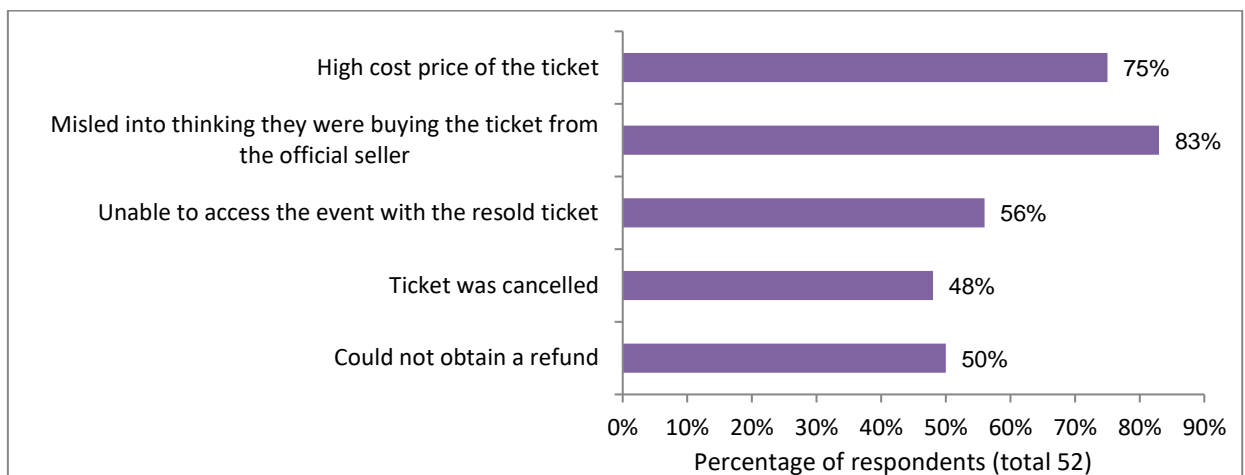 High cost price of the ticket
75%
Misled into thinking they were buying the ticket from
the official seller
83%
Unable to access the event with the resold ticket
56%
Ticket was cancelled
48%
Could not obtain a refund
50%
0% 10% 20% 30% 40% 50% 60% 70% 80% 90%
Percentage of respondents (total 52)